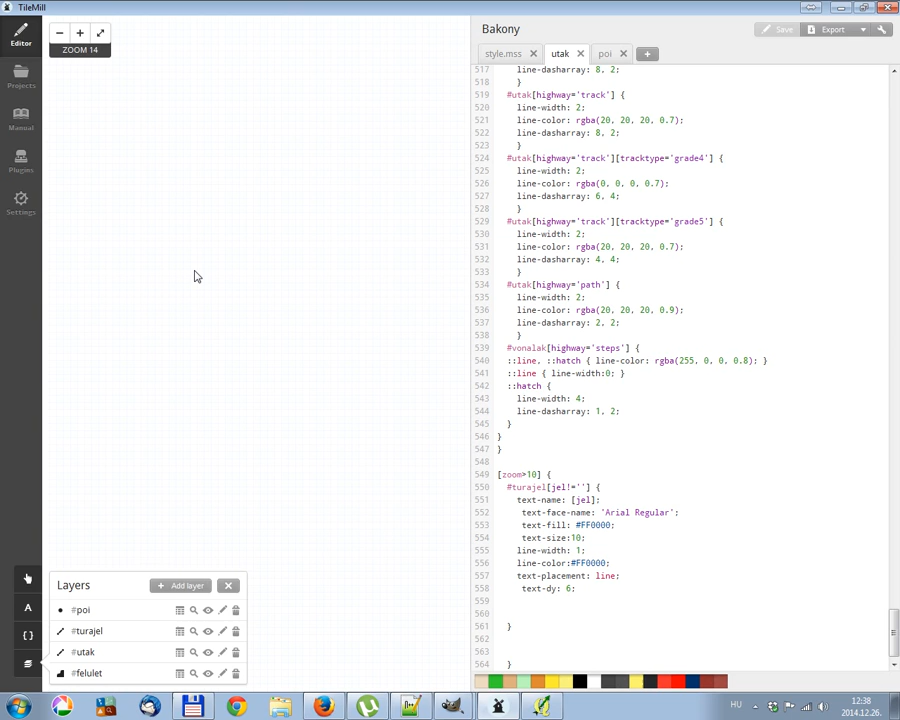 TileMill
Editor
Projects
Manual
Plugins
Settings
ZOOM 14
Bakony
Save
Export
style.mss
utak
poi
517 line-dasharray: 8, 2;
518 }
519 #utak[highway='track'] {
520 line-width: 2;
521 line-color: rgba(20, 20, 20, 0.7);
522 line-dasharray: 8, 2;
523 }
524 #utak[highway='track'][tracktype='grade4'] {
525 line-width: 2;
526 line-color: rgba(0, 0, 0, 0.7);
527 line-dasharray: 6, 4;
528 }
529 #utak[highway='track'][tracktype='grade5'] {
530 line-width: 2;
531 line-color: rgba(20, 20, 20, 0.7);
532 line-dasharray: 4, 4;
533 }
534 #utak[highway='path'] {
535 line-width: 2;
536 line-color: rgba(20, 20, 20, 0.9);
537 line-dasharray: 2, 2;
538 }
539 #vonalak[highway='steps'] {
540 ::line, ::hatch { line-color: rgba(255, 0, 0, 0.8); }
541 ::line { line-width:0; }
542 ::hatch {
543 line-width: 4;
544 line-dasharray: 1, 2;
545 }
546 }
547 }
548
549 [zoom>10] {
550 #turajel[jel!=''] {
551 text-name: [jel];
552 text-face-name: 'Arial Regular';
553 text-fill: #FF0000;
554 text-size:10;
555 line-width: 1;
556 line-color:#FF0000;
557 text-placement: line;
558 text-dy: 6;
559
560
561 }
562
563
564 }
Layers
Add layer
#poi
#turajel
#utak
#felulet
HU
12:38
2014.12.26.